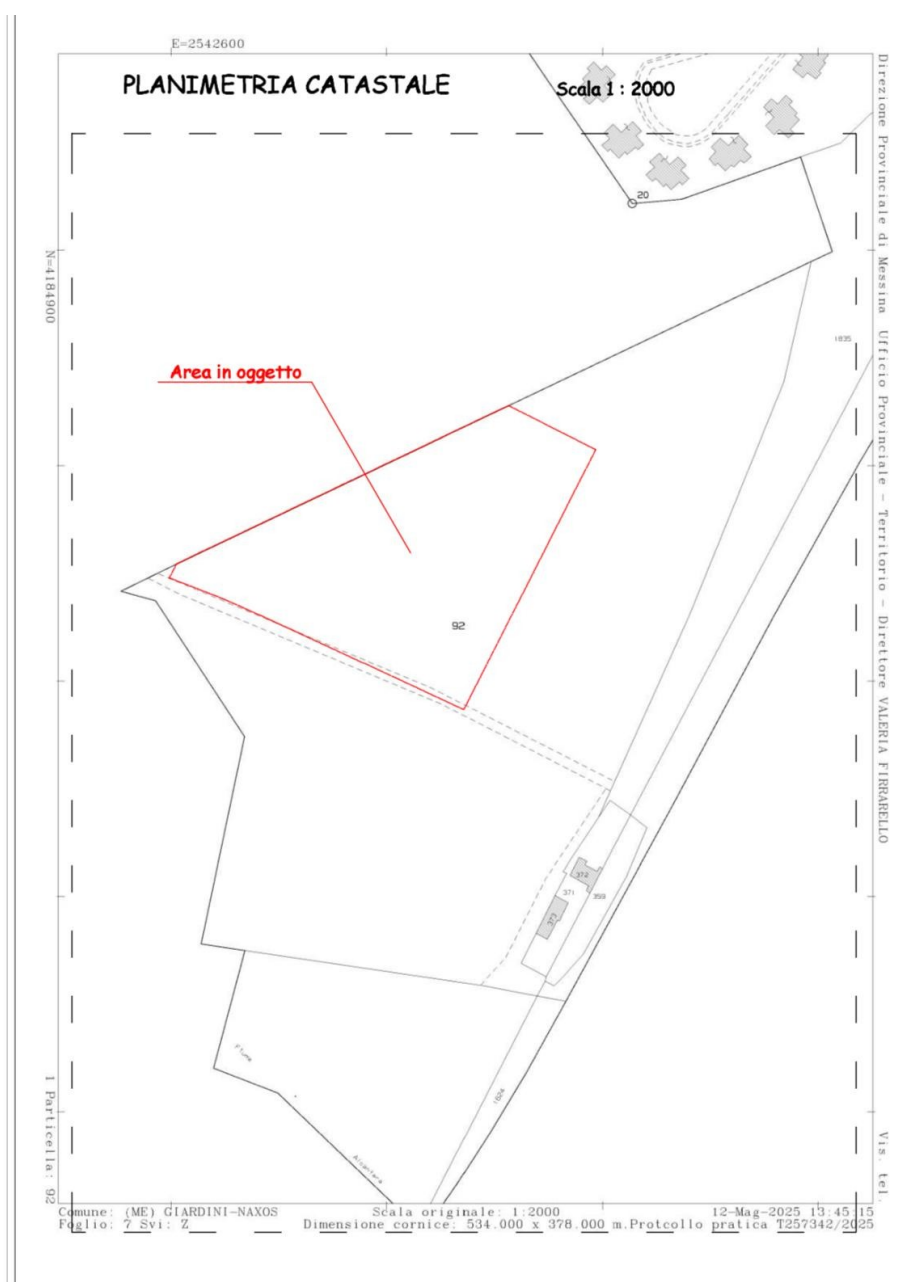 E=2542600
PLANIMETRIA CATASTALE
Scala 1 : 2000
20
N=4184900
1835
Area in oggetto
92
Direzione Provinciale di Messina Ufficio Provinciale - Territorio - Direttore VALERIA FIRRARELLO
372
371
359
373
Fiume
1824
Alcantara
1 Particella: 92
Vis. tel.
Comune: (ME) GIARDINI-NAXOS
Scala originale: 1:2000
12-Mag-2025 13:45:15
Foglio: 7 Svi: Z
Dimensione cornice: 534.000 x 378.000 m.
Protcollo pratica T257342/2025